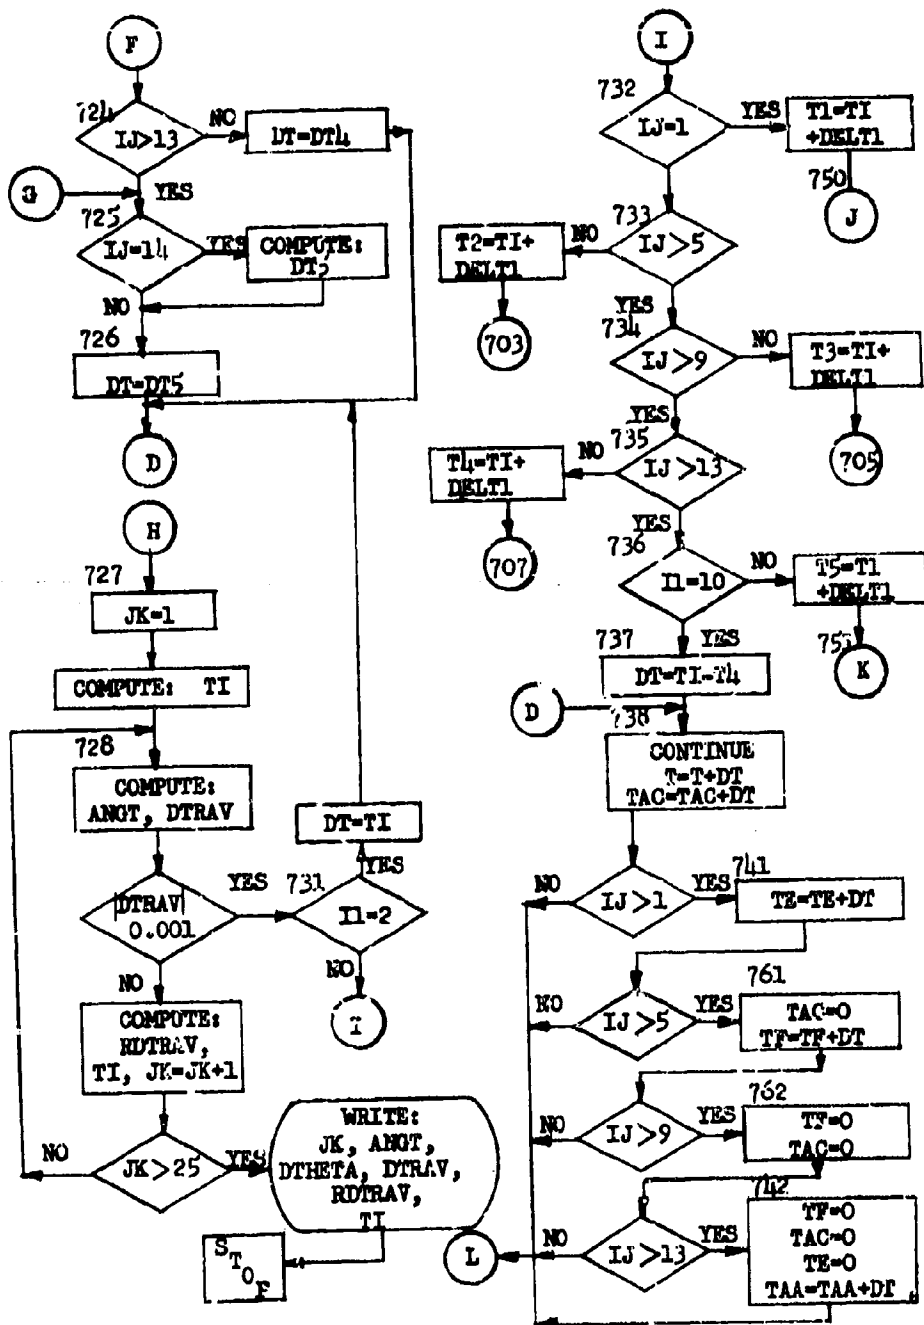 F
724
IJ>13
NO
DT=DT4
G
YES
725
IJ=14
YES
COMPUTE:
DT5
NO
726
DT=DT5
D
H
727
JK=1
COMPUTE: TI
728
COMPUTE:
ANGT, DTRAV
|DTRAV|
0.001
YES
731
I1=2
YES
DT=TI
NO
I
NO
COMPUTE:
RDTRAV,
TI, JK=JK+1
JK>25
NO
YES
WRITE:
JK, ANGT,
DTHETA, DTRAV,
RDTRAV,
TI
STOP
I
732
IJ=1
YES
T1=TI
+DELT1
750
J
733
IJ>5
NO
T2=TI+
DELT1
703
YES
734
IJ>9
NO
T3=TI+
DELT1
705
YES
735
IJ>13
NO
T4=TI+
DELT1
707
YES
736
I1=10
NO
T5=T1
+DELT1
K
YES
737
DT=TI-T4
D
738
CONTINUE
T=T+DT
TAC=TAC+DT
IJ>1
NO
YES
741
TE=TE+DT
IJ>5
NO
YES
761
TAC=0
TF=TF+DT
IJ>9
NO
YES
762
TF=0
TAC=0
L
NO
IJ>13
YES
742
TF=0
TAC=0
TE=0
TAA=TAA+DT